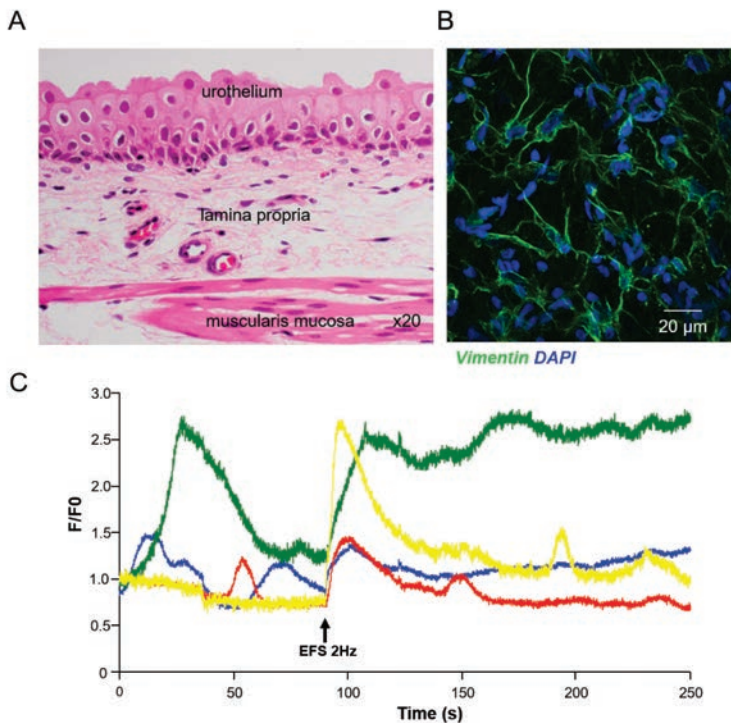 A
urothelium
lamina propria
muscularis mucosa
x20
B
20 μm
Vimentin DAPI
C
F/F0
3.0
2.5
2.0
1.5
1.0
0.5
0
EFS 2Hz
0
50
100
150
200
250
Time (s)